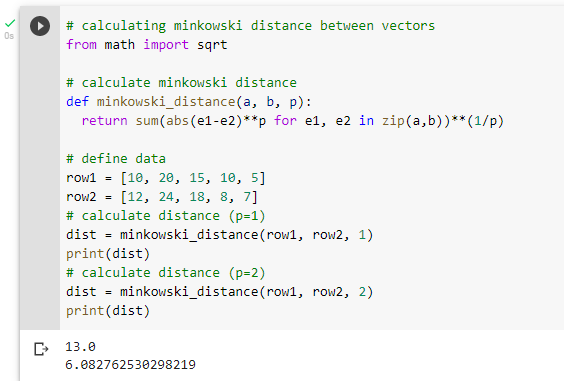 # calculating minkowski distance between vectors
from math import sqrt
# calculate minkowski distance
def minkowski_distance(a, b, p):
  return sum(abs(e1-e2)**p for e1, e2 in zip(a,b))**(1/p)
# define data
row1 = [10, 20, 15, 10, 5]
row2 = [12, 24, 18, 8, 7]
# calculate distance (p=1)
dist = minkowski_distance(row1, row2, 1)
print(dist)
# calculate distance (p=2)
dist = minkowski_distance(row1, row2, 2)
print(dist)
0s
13.0
6.082762530298219